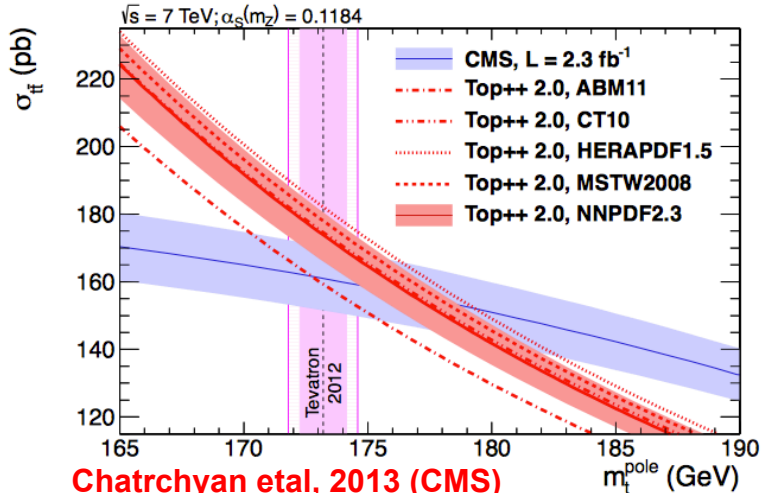 √s = 7 TeV; αS(mZ) = 0.1184
σtt̄ (pb)
220
200
180
160
140
120
CMS, L = 2.3 fb⁻¹
Top++ 2.0, ABM11
Top++ 2.0, CT10
Top++ 2.0, HERAPDF1.5
Top++ 2.0, MSTW2008
Top++ 2.0, NNPDF2.3
Tevatron
2012
165 170 175 180 185 190
mt^pole (GeV)
Chatrchyan etal, 2013 (CMS)